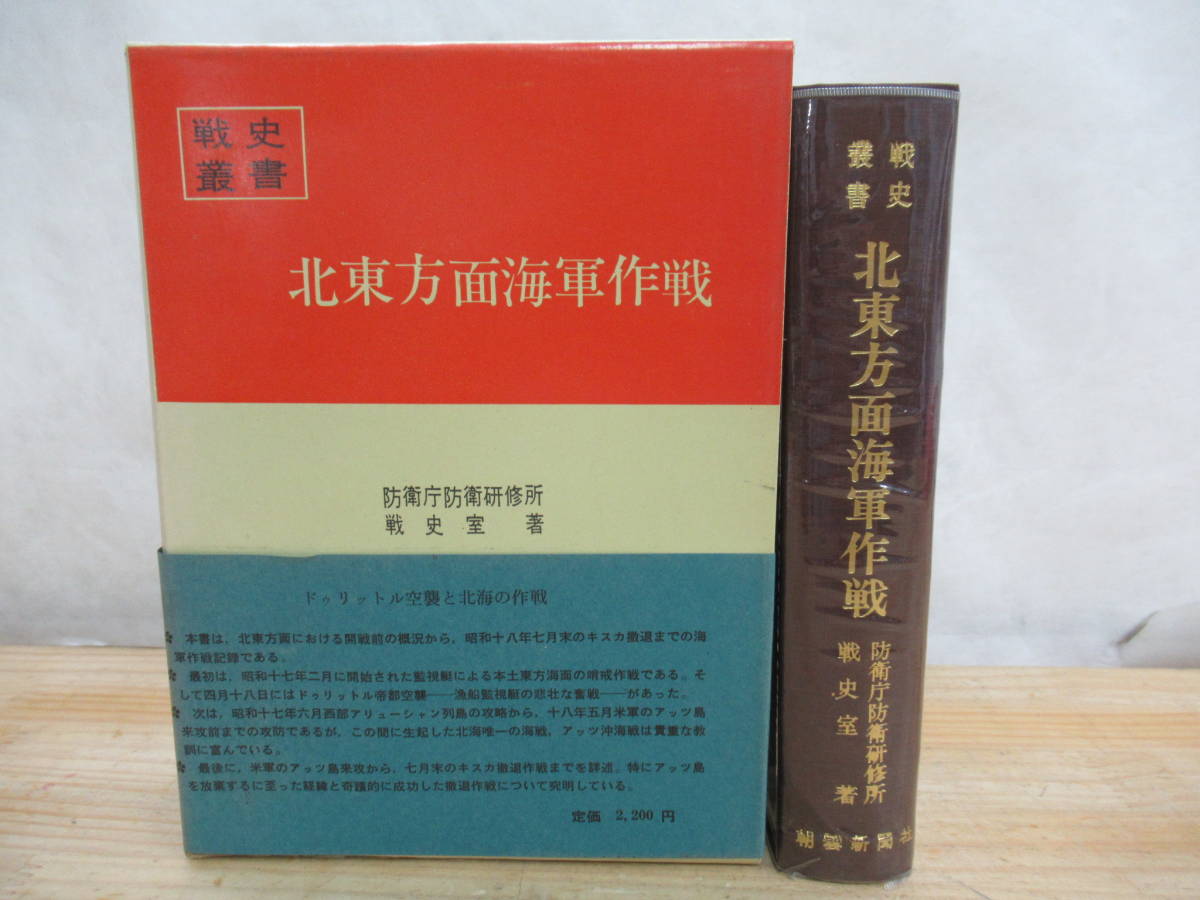 戦史
叢書
北東方面海軍作戦
防衛庁防衛研修所
戦史室 著
ドゥリットル空襲と北海の作戦
＊ 本書は，北東方面における開戦前の概況から，昭和十八年七月末のキスカ撤退までの海
軍作戦記録である。
＊ 最初は，昭和十七年二月に開始された監視艇による本土東方海面の哨戒作戦である。そ
して四月十八日にはドゥリットル帝都空襲——漁船監視艇の悲壮な奮戦——があった。
＊ 次は，昭和十七年六月西部アリューシャン列島の攻略から，十八年五月米軍のアッツ島
来攻前までの攻防であるが，この間に生起した北海唯一の海戦，アッツ沖海戦は貴重な教
訓に富んでいる。
＊ 最後に，米軍のアッツ島来攻から，七月末のキスカ撤退作戦までを詳述。特にアッツ島
を放棄するに至った経緯と奇蹟的に成功した撤退作戦について究明している。
定価 2,200 円
戦史
叢書
北東方面海軍作戦
防衛庁防衛研修所
戦史室 著
朝雲新聞社